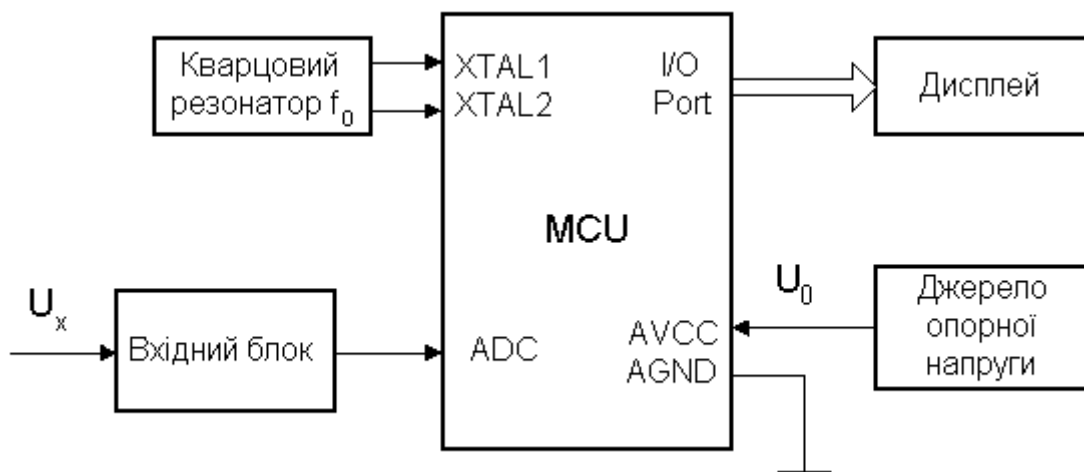 Кварцовий
резонатор f₀
XTAL1
XTAL2
I/O
Port
Дисплей
MCU
Uₓ
Вхідний блок
ADC
AVCC
AGND
U₀
Джерело
опорної
напруги